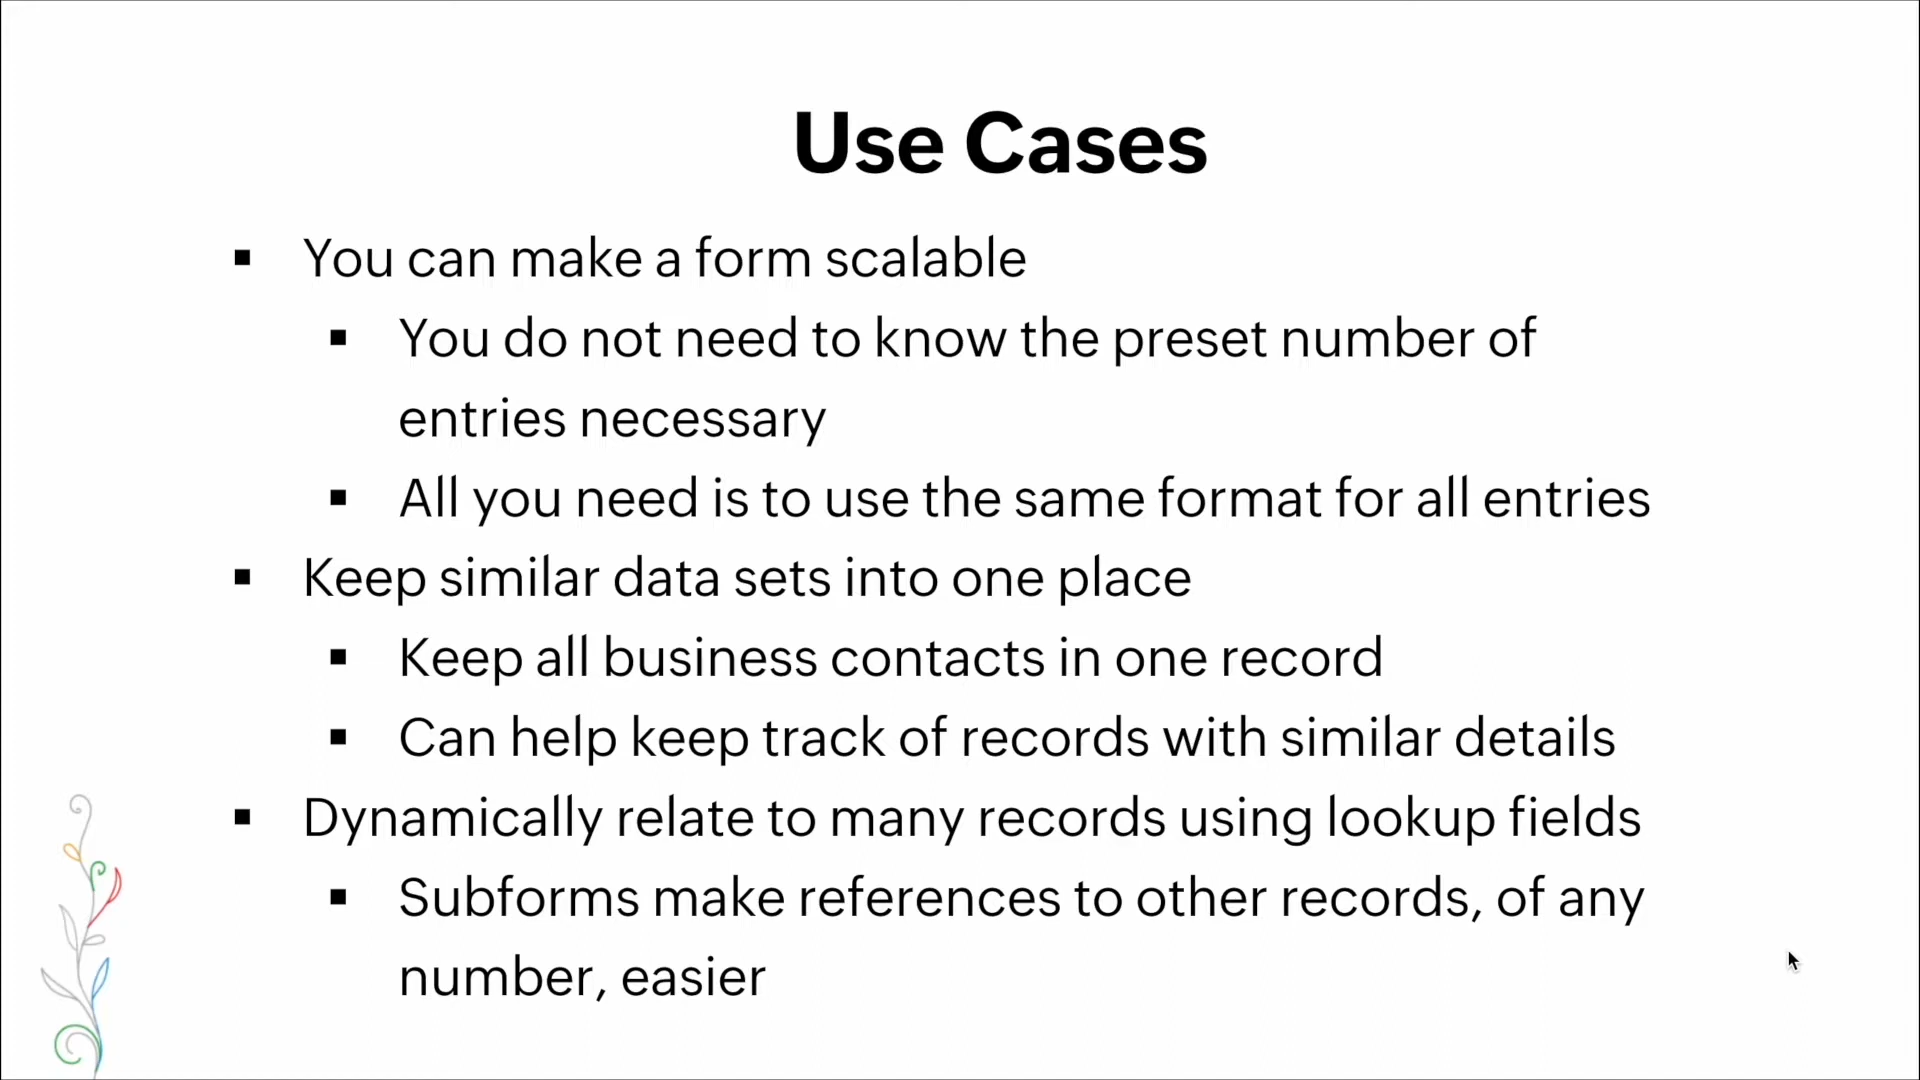 Use Cases
▪ You can make a form scalable
▪ You do not need to know the preset number of
entries necessary
▪ All you need is to use the same format for all entries
▪ Keep similar data sets into one place
▪ Keep all business contacts in one record
▪ Can help keep track of records with similar details
▪ Dynamically relate to many records using lookup fields
▪ Subforms make references to other records, of any
number, easier